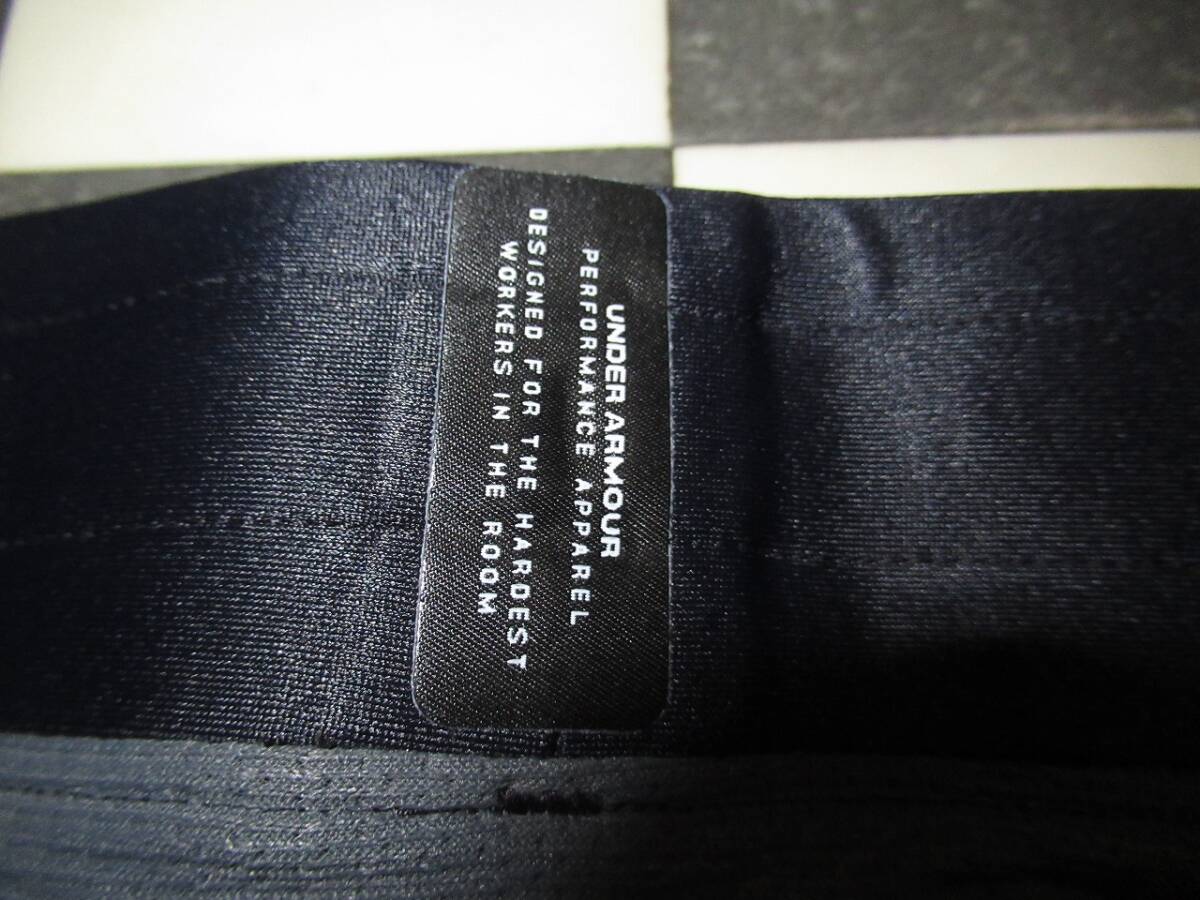 UNDER ARMOUR
PERFORMANCE APPAREL
DESIGNED FOR THE HARDEST
WORKERS IN THE ROOM